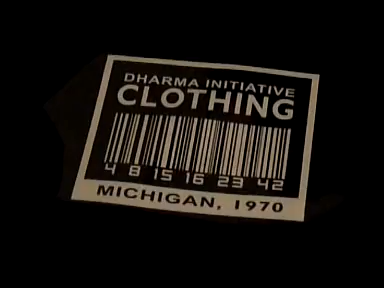 DHARMA INITIATIVE
CLOTHING
4 8 15 16 23 42
MICHIGAN, 1970